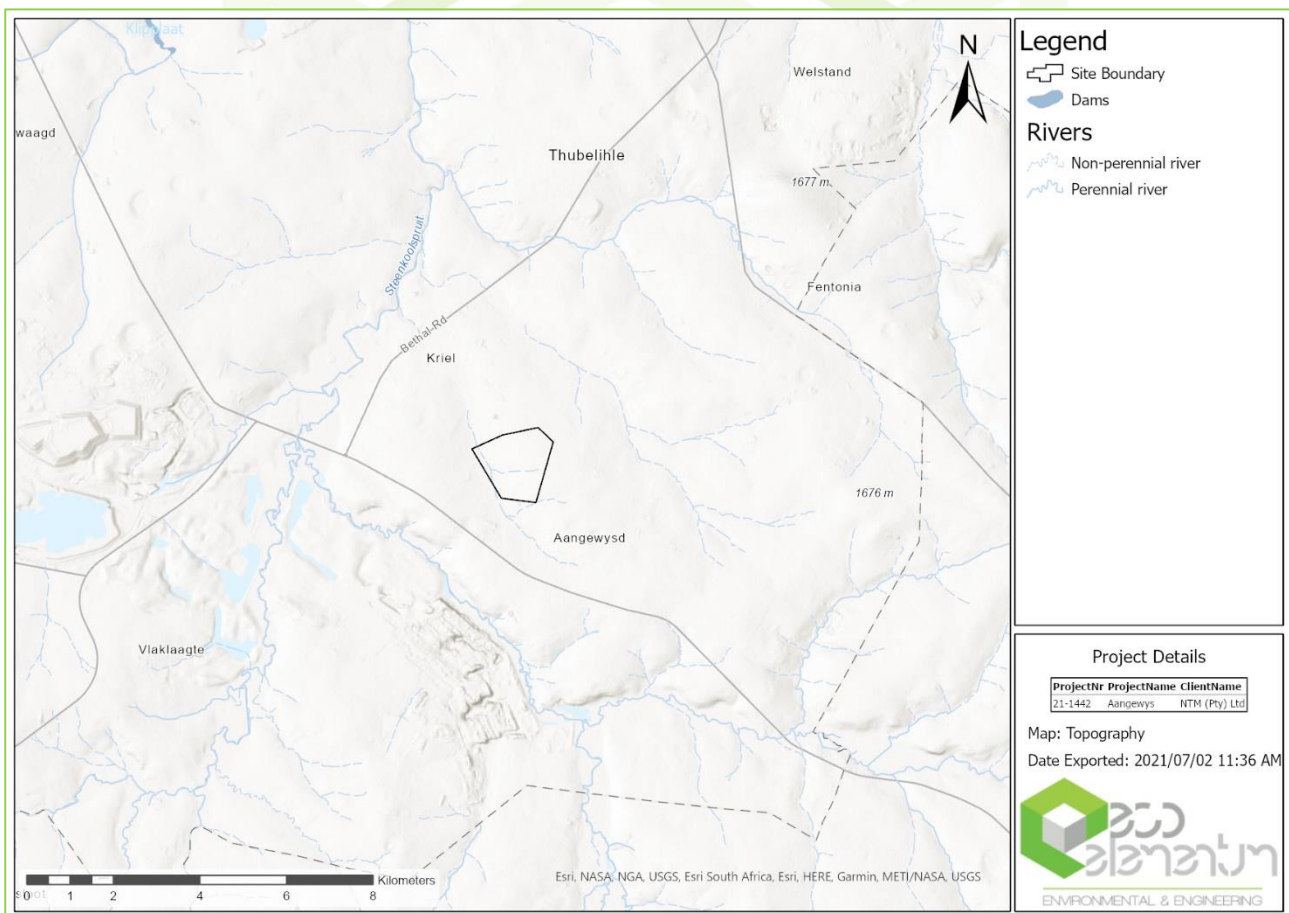 Klipplaat
waagd
Welstand
Thubelihle
1677 m
Steenkoolspruit
Fentonia
Bethal-Rd
Kriel
1676 m
Aangewysd
Vlaklaagte
Kilometers
0 1 2 4 6 8
Esri, NASA, NGA, USGS, Esri South Africa, Esri, HERE, Garmin, METI/NASA, USGS
N
Legend
Site Boundary
Dams
Rivers
Non-perennial river
Perennial river
Project Details
ProjectNr ProjectName ClientName
21-1442 Aangewys NTM (Pty) Ltd
Map: Topography
Date Exported: 2021/07/02 11:36 AM
eco
elementum
ENVIRONMENTAL & ENGINEERING